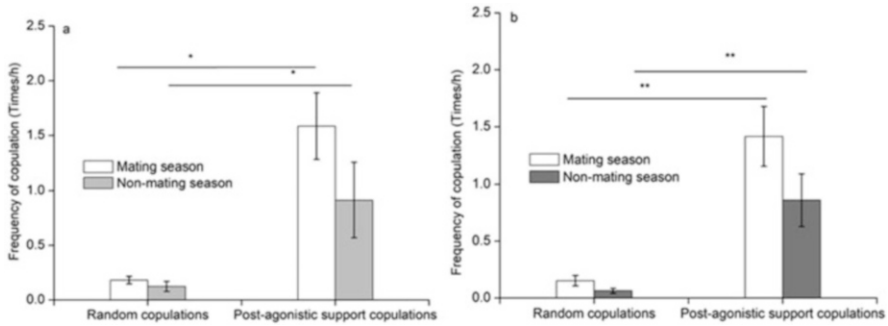 a
2.5
2.0
1.5
1.0
0.5
0.0
Frequency of copulation (Times/h)
*
*
Mating season
Non-mating season
Random copulations
Post-agonistic support copulations
b
2.5
2.0
1.5
1.0
0.5
0.0
Frequency of copulation (Times/h)
**
**
Mating season
Non-mating season
Random copulations
Post-agonistic support copulations